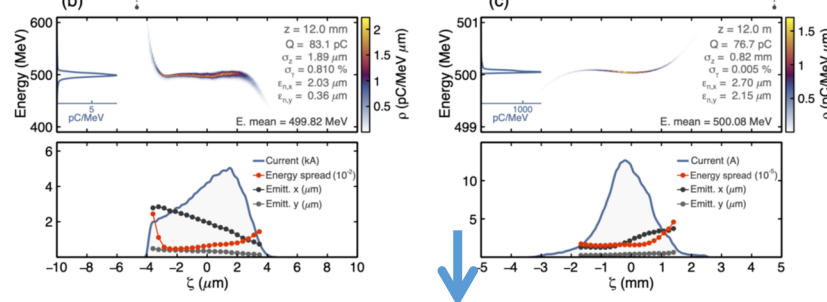 (b)
600
500
400
Energy (MeV)
5
pC/MeV
z = 12.0 mm
Q = 83.1 pC
σz = 1.89 μm
σγ = 0.810 %
εn,x = 2.03 μm
εn,y = 0.36 μm
E. mean = 499.82 MeV
2
1.5
1
0.5
ρ (pC/MeV μm)
6
4
2
Current (kA)
Energy spread (10⁻²)
Emitt. x (μm)
Emitt. y (μm)
−10 −8 −6 −4 −2 0 2 4 6 8 10
ζ (μm)
(c)
501
500
499
Energy (MeV)
1000
pC/MeV
z = 12.0 m
Q = 76.7 pC
σz = 0.82 mm
σγ = 0.005 %
εn,x = 2.70 μm
εn,y = 2.15 μm
E. mean = 500.08 MeV
1.5
1
0.5
10
5
Current (A)
Energy spread (10⁻⁵)
Emitt. x (μm)
Emitt. y (μm)
−5 −4 −3 −2 −1 0 1 2 3 4 5
ζ (mm)